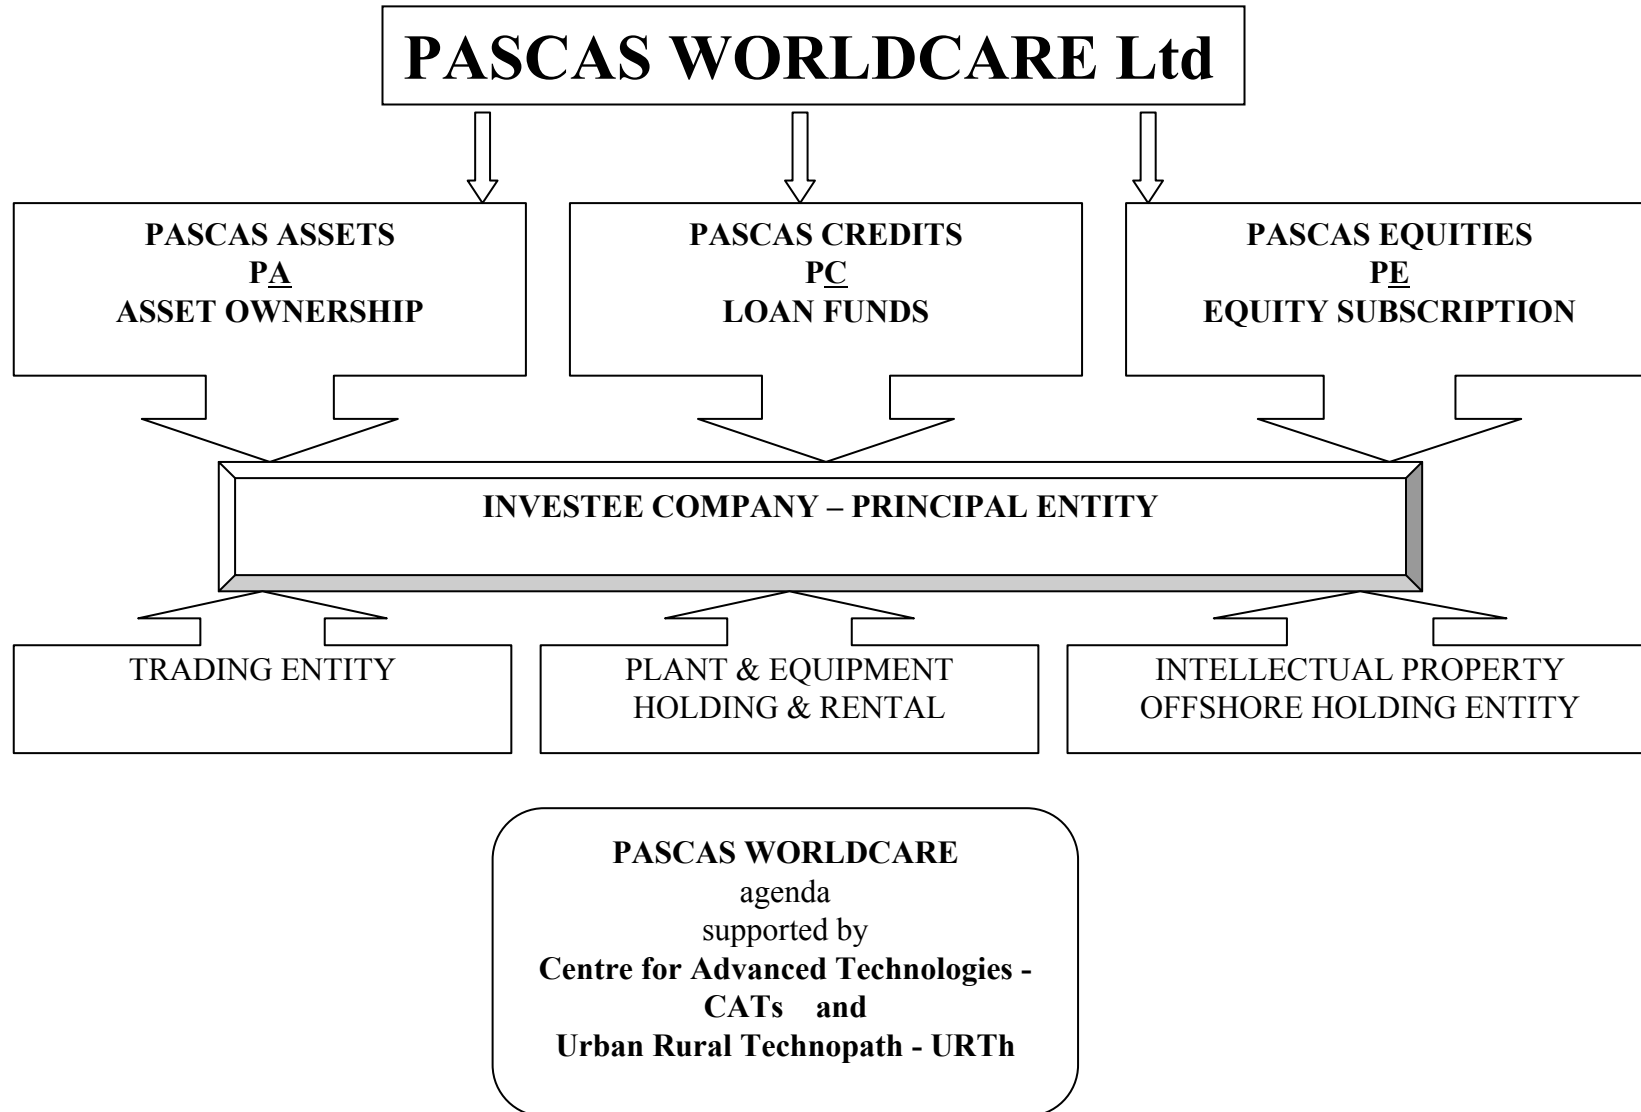 PASCAS WORLDCARE Ltd
PASCAS ASSETS
PA
ASSET OWNERSHIP
PASCAS CREDITS
PC
LOAN FUNDS
PASCAS EQUITIES
PE
EQUITY SUBSCRIPTION
INVESTEE COMPANY – PRINCIPAL ENTITY
TRADING ENTITY
PLANT & EQUIPMENT
HOLDING & RENTAL
INTELLECTUAL PROPERTY
OFFSHORE HOLDING ENTITY
PASCAS WORLDCARE
agenda
supported by
Centre for Advanced Technologies -
CATs and
Urban Rural Technopath - URTh